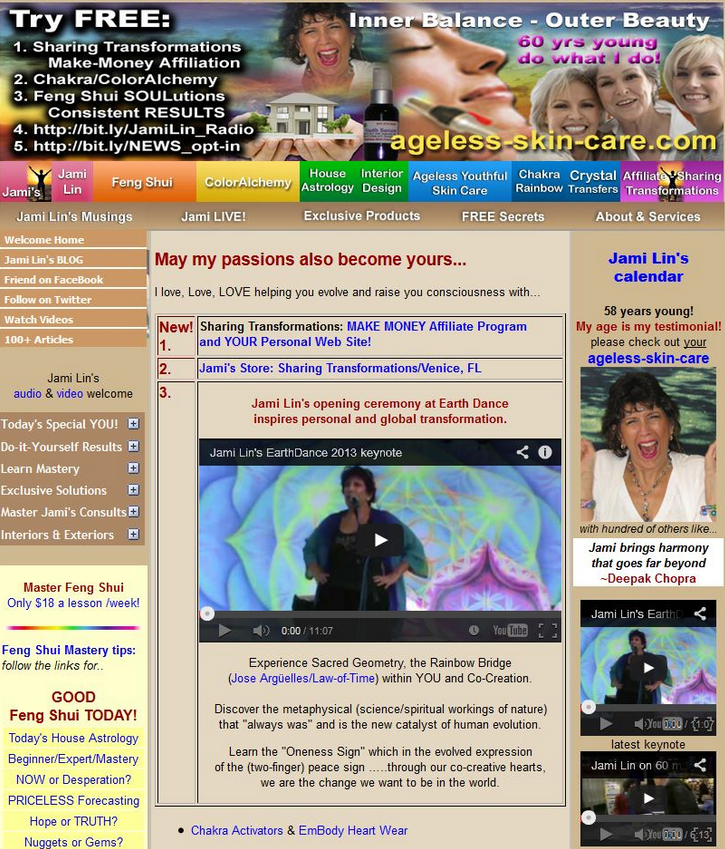 Try FREE:
1. Sharing Transformations
Make-Money Affiliation
2. Chakra/ColorAlchemy
3. Feng Shui SOULutions
Consistent RESULTS
4. http://bit.ly/JamiLin_Radio
5. http://bit.ly/NEWS_opt-in
Inner Balance - Outer Beauty
60 yrs young
do what I do!
ageless-skin-care.com
Jami's
Jami
Lin
Feng Shui
ColorAlchemy
House
Astrology
Interior
Design
Ageless Youthful
Skin Care
Chakra
Rainbow
Crystal
Transfers
Affiliate Sharing
Transformations
Jami Lin's Musings
Jami LIVE!
Exclusive Products
FREE Secrets
About & Services
Welcome Home
Jami Lin's BLOG
Friend on FaceBook
Follow on Twitter
Watch Videos
100+ Articles
Jami Lin's
audio & video welcome
Today's Special YOU!
Do-it-Yourself Results
Learn Mastery
Exclusive Solutions
Master Jami's Consults
Interiors & Exteriors
Master Feng Shui
Only $18 a lesson /week!
Feng Shui Mastery tips:
follow the links for..
GOOD
Feng Shui TODAY!
Today's House Astrology
Beginner/Expert/Mastery
NOW or Desperation?
PRICELESS Forecasting
Hope or TRUTH?
Nuggets or Gems?
May my passions also become yours...
I love, Love, LOVE helping you evolve and raise you consciousness with...
New!
1.
Sharing Transformations: MAKE MONEY Affiliate Program
and YOUR Personal Web Site!
2.
Jami's Store: Sharing Transformations/Venice, FL
3.
Jami Lin's opening ceremony at Earth Dance
inspires personal and global transformation.
Jami Lin's EarthDance 2013 keynote
0:00 / 11:07
YouTube
Experience Sacred Geometry, the Rainbow Bridge
(Jose Argüelles/Law-of-Time) within YOU and Co-Creation.
Discover the metaphysical (science/spiritual workings of nature)
that "always was" and is the new catalyst of human evolution.
Learn the "Oneness Sign" which in the evolved expression
of the (two-finger) peace sign .....through our co-creative hearts,
we are the change we want to be in the world.
Chakra Activators & EmBody Heart Wear
Jami Lin's
calendar
58 years young!
My age is my testimonial!
please check out your
ageless-skin-care
with hundred of others like...
Jami brings harmony
that goes far beyond
~Deepak Chopra
Jami Lin's EarthD
0:00
latest keynote
Jami Lin on 60 m
0:00 / 6:13